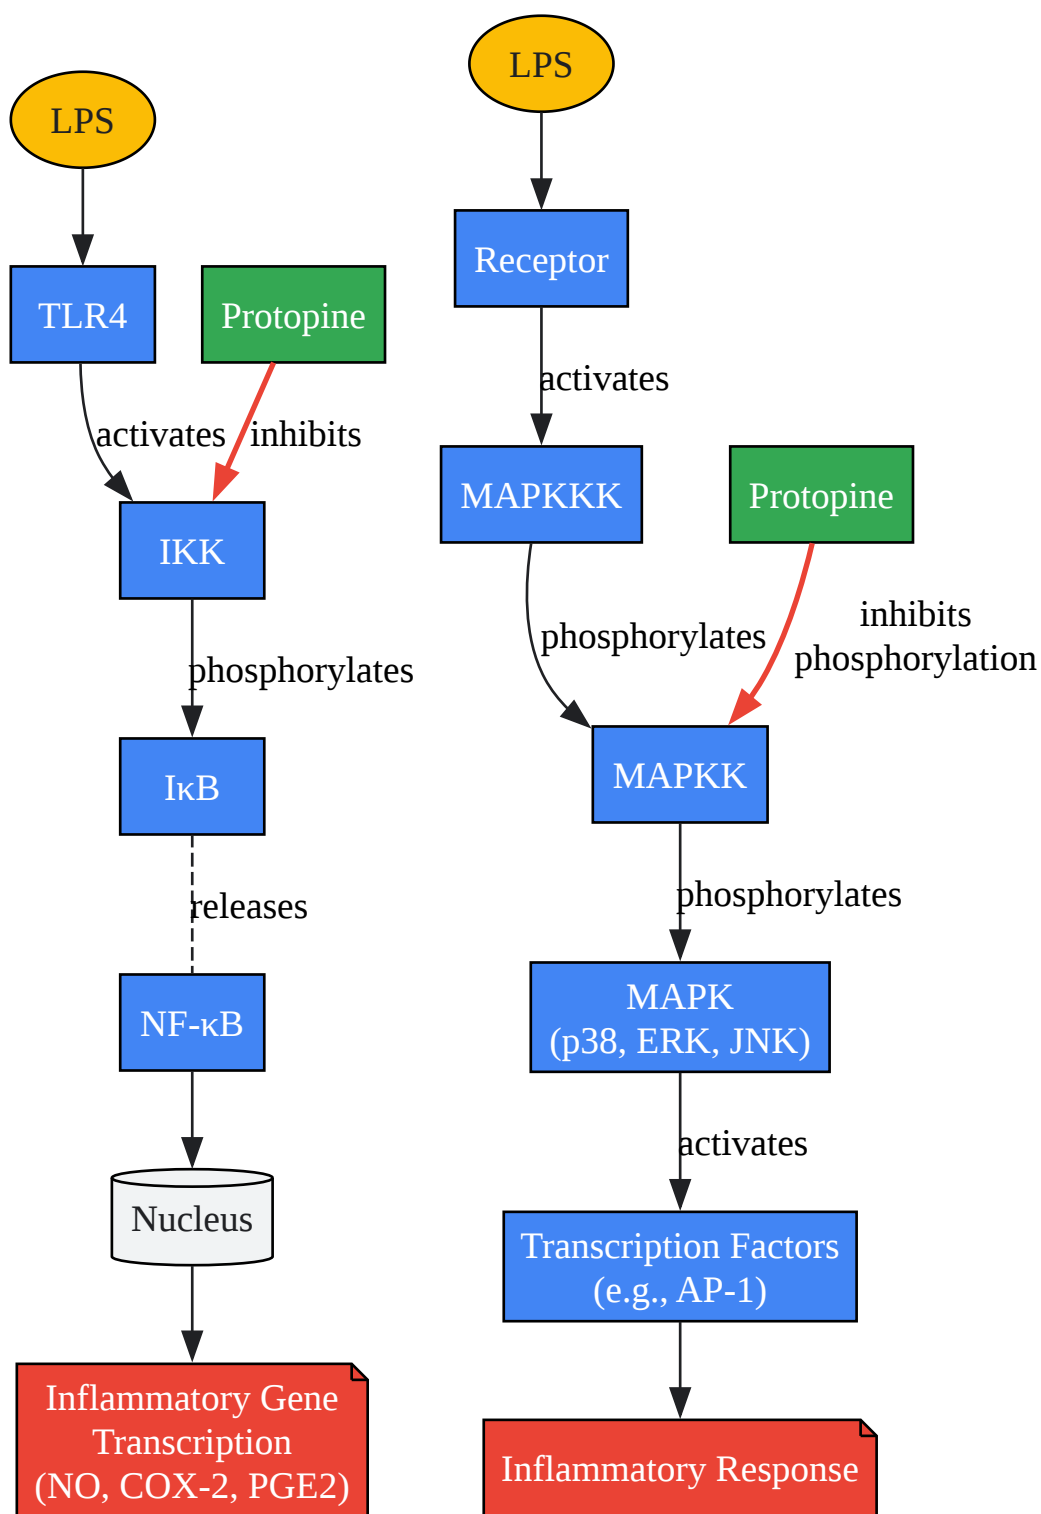 LPS
TLR4
Protopine
activates
inhibits
IKK
phosphorylates
IκB
releases
NF-κB
Nucleus
Inflammatory Gene
Transcription
(NO, COX-2, PGE2)
LPS
Receptor
activates
MAPKKK
Protopine
phosphorylates
inhibits
phosphorylation
MAPKK
phosphorylates
MAPK
(p38, ERK, JNK)
activates
Transcription Factors
(e.g., AP-1)
Inflammatory Response